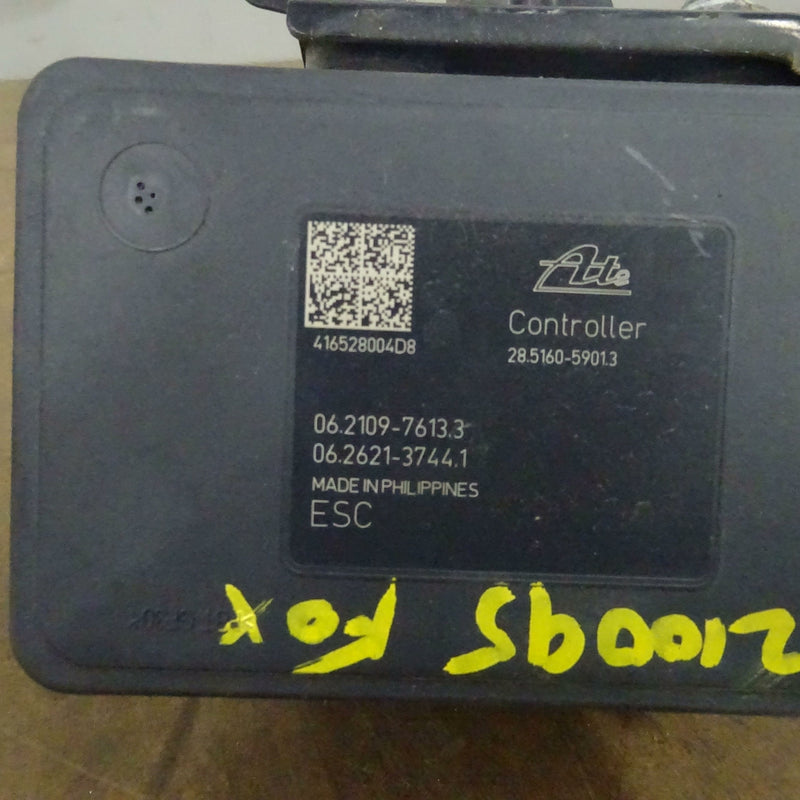 Ate
Controller
28.5160-5901.3
416528004D8
06.2109-7613.3
06.2621-3744.1
MADE IN PHILIPPINES
ESC
FOX